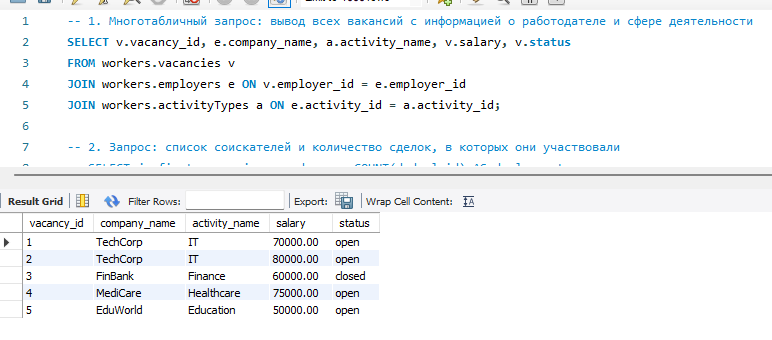 1 -- 1. Многотабличный запрос: вывод всех вакансий с информацией о работодателе и сфере деятельности
2 SELECT v.vacancy_id, e.company_name, a.activity_name, v.salary, v.status
3 FROM workers.vacancies v
4 JOIN workers.employers e ON v.employer_id = e.employer_id
5 JOIN workers.activityTypes a ON e.activity_id = a.activity_id;
6
7 -- 2. Запрос: список соискателей и количество сделок, в которых они участвовали
Result Grid Filter Rows: Export: Wrap Cell Content:
vacancy_id company_name activity_name salary status
1 TechCorp IT 70000.00 open
2 TechCorp IT 80000.00 open
3 FinBank Finance 60000.00 closed
4 MediCare Healthcare 75000.00 open
5 EduWorld Education 50000.00 open